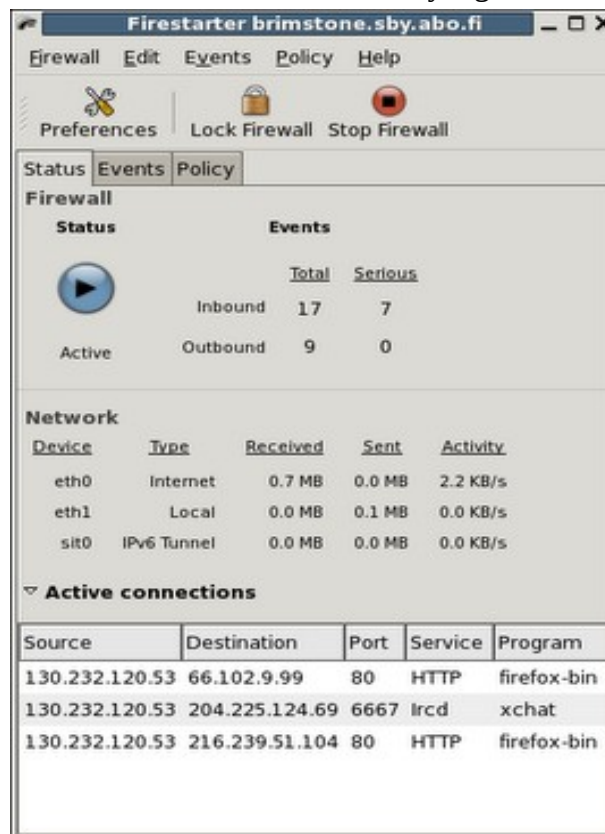 Firestarter brimstone.sby.abo.fi
Firewall Edit Events Policy Help
Preferences Lock Firewall Stop Firewall
Status Events Policy
Firewall
Status Events
Total Serious
Inbound 17 7
Active Outbound 9 0
Network
Device Type Received Sent Activity
eth0 Internet 0.7 MB 0.0 MB 2.2 KB/s
eth1 Local 0.0 MB 0.1 MB 0.0 KB/s
sit0 IPv6 Tunnel 0.0 MB 0.0 MB 0.0 KB/s
Active connections
Source Destination Port Service Program
130.232.120.53 66.102.9.99 80 HTTP firefox-bin
130.232.120.53 204.225.124.69 6667 Ircd xchat
130.232.120.53 216.239.51.104 80 HTTP firefox-bin